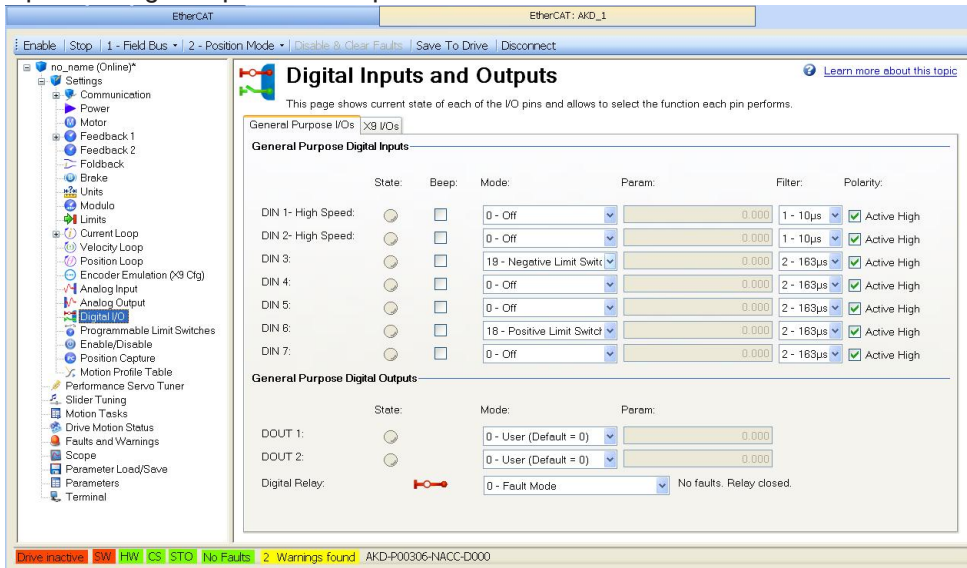 EtherCAT
EtherCAT: AKD_1
Enable | Stop | 1 - Field Bus | 2 - Position Mode | Disable & Clear Faults | Save To Drive | Disconnect
no_name (Online)*
Settings
Communication
Power
Motor
Feedback 1
Feedback 2
Foldback
Brake
Units
Modulo
Limits
Current Loop
Velocity Loop
Position Loop
Encoder Emulation (X9 Cfg)
Analog Input
Analog Output
Digital I/O
Programmable Limit Switches
Enable/Disable
Position Capture
Motion Profile Table
Performance Servo Tuner
Slider Tuning
Motion Tasks
Drive Motion Status
Faults and Warnings
Scope
Parameter Load/Save
Parameters
Terminal
Digital Inputs and Outputs
Learn more about this topic
This page shows current state of each of the I/O pins and allows to select the function each pin performs.
General Purpose I/Os X9 I/Os
General Purpose Digital Inputs
State: Beep: Mode: Param: Filter: Polarity:
DIN 1- High Speed: 0 - Off 0.000 1 - 10µs Active High
DIN 2- High Speed: 0 - Off 0.000 1 - 10µs Active High
DIN 3: 19 - Negative Limit Switc 0.000 2 - 163µs Active High
DIN 4: 0 - Off 0.000 2 - 163µs Active High
DIN 5: 0 - Off 0.000 2 - 163µs Active High
DIN 6: 18 - Positive Limit Switch 0.000 2 - 163µs Active High
DIN 7: 0 - Off 0.000 2 - 163µs Active High
General Purpose Digital Outputs
State: Mode: Param:
DOUT 1: 0 - User (Default = 0) 0.000
DOUT 2: 0 - User (Default = 0) 0.000
Digital Relay: 0 - Fault Mode No faults. Relay closed.
Drive inactive SW HW CS STO No Faults 2 Warnings found AKD-P00306-NACC-D000